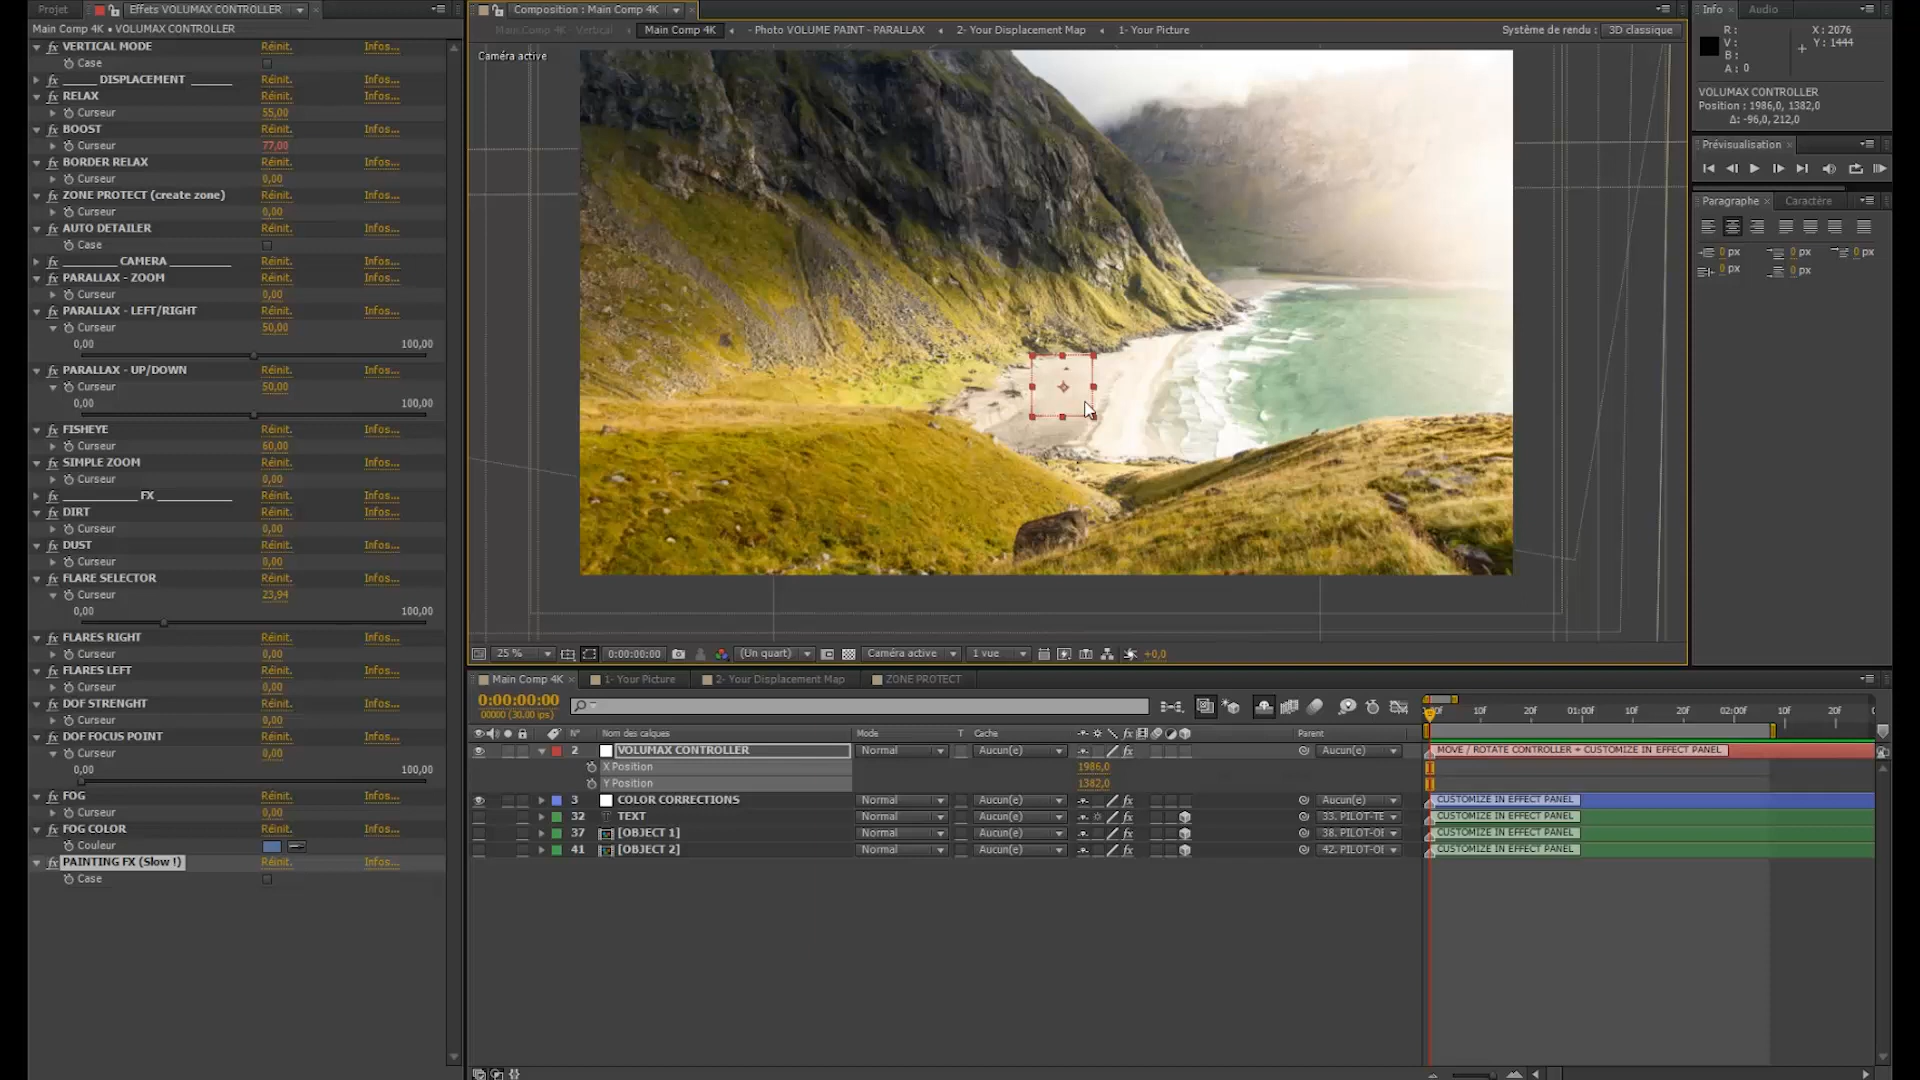 Projet
Effets VOLUMAX CONTROLLER
Main Comp 4K • VOLUMAX CONTROLLER
VERTICAL MODE Réinit. Infos...
Case
______ DISPLACEMENT _______ Réinit. Infos...
RELAX Réinit. Infos...
Curseur 55,00
BOOST Réinit. Infos...
Curseur 77,00
BORDER RELAX Réinit. Infos...
Curseur 0,00
ZONE PROTECT (create zone) Réinit. Infos...
Curseur 0,00
AUTO DETAILER Réinit. Infos...
Case
_________ CAMERA ___________ Réinit. Infos...
PARALLAX - ZOOM Réinit. Infos...
Curseur 0,00
PARALLAX - LEFT/RIGHT Réinit. Infos...
Curseur 50,00
0,00 100,00
PARALLAX - UP/DOWN Réinit. Infos...
Curseur 50,00
0,00 100,00
FISHEYE Réinit. Infos...
Curseur 60,00
SIMPLE ZOOM Réinit. Infos...
Curseur 0,00
____________ FX ____________ Réinit. Infos...
DIRT Réinit. Infos...
Curseur 0,00
DUST Réinit. Infos...
Curseur 0,00
FLARE SELECTOR Réinit. Infos...
Curseur 23,94
0,00 100,00
FLARES RIGHT Réinit. Infos...
Curseur 0,00
FLARES LEFT Réinit. Infos...
Curseur 0,00
DOF STRENGHT Réinit. Infos...
Curseur 0,00
DOF FOCUS POINT Réinit. Infos...
Curseur 0,00
0,00 100,00
FOG Réinit. Infos...
Curseur 0,00
FOG COLOR Réinit. Infos...
Couleur
PAINTING FX (Slow !) Réinit. Infos...
Case
Composition : Main Comp 4K
Main Comp 4K - Vertical Main Comp 4K - Photo VOLUME PAINT - PARALLAX 2- Your Displacement Map 1- Your Picture Système de rendu : 3D classique
Caméra active
25 % 0:00:00:00 (Un quart) Caméra active 1 vue +0,0
Info Audio
R : X : 2076
V : Y : 1444
B :
A : 0
VOLUMAX CONTROLLER
Position : 1986,0, 1382,0
Δ: -96,0, 212,0
Prévisualisation
Paragraphe Caractère
0 px 0 px 0 px
0 px 0 px
Main Comp 4K 1- Your Picture 2- Your Displacement Map ZONE PROTECT
0:00:00:00
00000 (30,00 ips)
10f 20f 01:00f 10f 20f 02:00f 10f 20f
N° Nom des calques Mode T Cache Parent
2 VOLUMAX CONTROLLER Normal Aucun(e) Aucun(e) MOVE / ROTATE CONTROLLER + CUSTOMIZE IN EFFECT PANEL
X Position 1986,0
Y Position 1382,0
3 COLOR CORRECTIONS Normal Aucun(e) Aucun(e) CUSTOMIZE IN EFFECT PANEL
32 TEXT Normal Aucun(e) 33. PILOT-TE CUSTOMIZE IN EFFECT PANEL
37 [OBJECT 1] Normal Aucun(e) 38. PILOT-OI CUSTOMIZE IN EFFECT PANEL
41 [OBJECT 2] Normal Aucun(e) 42. PILOT-OI CUSTOMIZE IN EFFECT PANEL